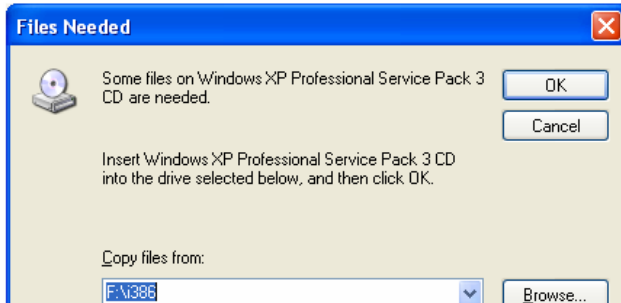 Files Needed
Some files on Windows XP Professional Service Pack 3
CD are needed.
OK
Cancel
Insert Windows XP Professional Service Pack 3 CD
into the drive selected below, and then click OK.
Copy files from:
F:\i386
Browse...